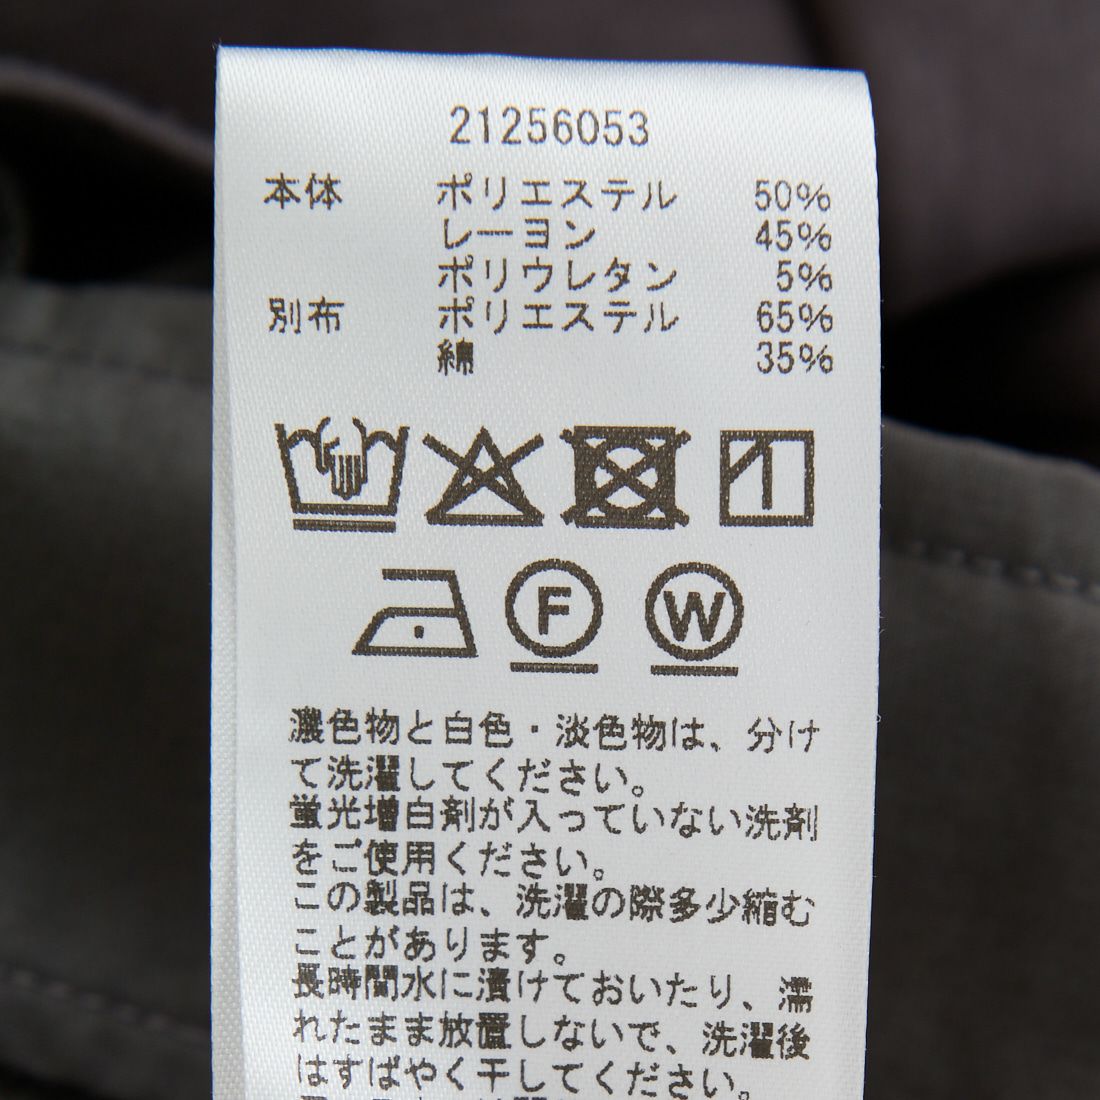 21256053
本体 ポリエステル 50%
レーヨン 45%
ポリウレタン 5%
別布 ポリエステル 65%
綿 35%
F W
濃色物と白色・淡色物は、分け
て洗濯してください。
蛍光増白剤が入っていない洗剤
をご使用ください。
この製品は、洗濯の際多少縮む
ことがあります。
長時間水に漬けておいたり、濡
れたまま放置しないで、洗濯後
はすばやく干してください。